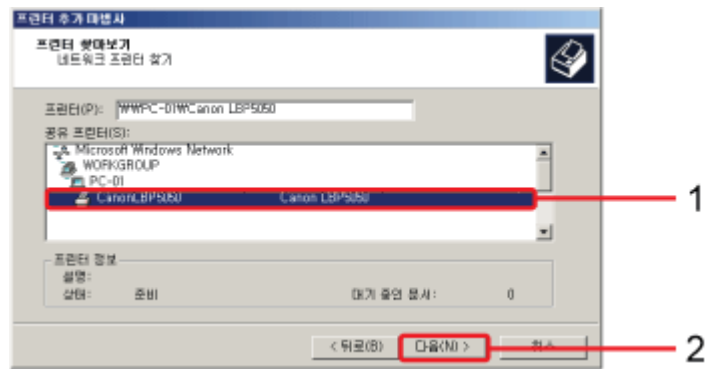 프린터 추가 마법사
프린터 찾아보기
네트워크 프린터 찾기
프린터(P): ￦￦PC-01￦Canon LBP5050
공유 프린터(S):
Microsoft Windows Network
WORKGROUP
PC-01
CanonLBP5050 Canon LBP5050
1
프린터 정보
설명:
상태: 준비 대기 중인 문서: 0
< 뒤로(B) 다음(N) > 취소
2